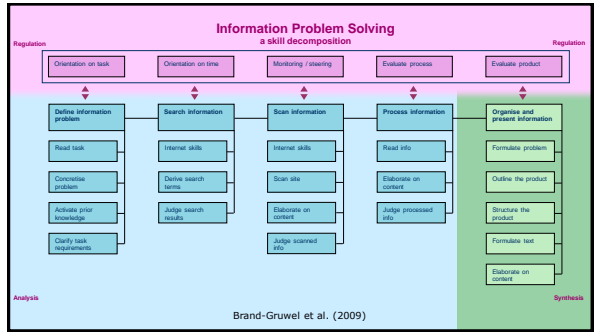 Information Problem Solving
a skill decomposition
Regulation
Regulation
Orientation on task
Orientation on time
Monitoring / steering
Evaluate process
Evaluate product
Define information
problem
Search information
Scan information
Process information
Organise and
present information
Read task
Internet skills
Internet skills
Read info
Formulate problem
Concretise
problem
Derive search
terms
Scan site
Elaborate on
content
Outline the product
Activate prior
knowledge
Judge search
results
Elaborate on
content
Judge processed
info
Structure the
product
Clarify task
requirements
Judge scanned
info
Formulate text
Elaborate on
content
Analysis
Synthesis
Brand-Gruwel et al. (2009)